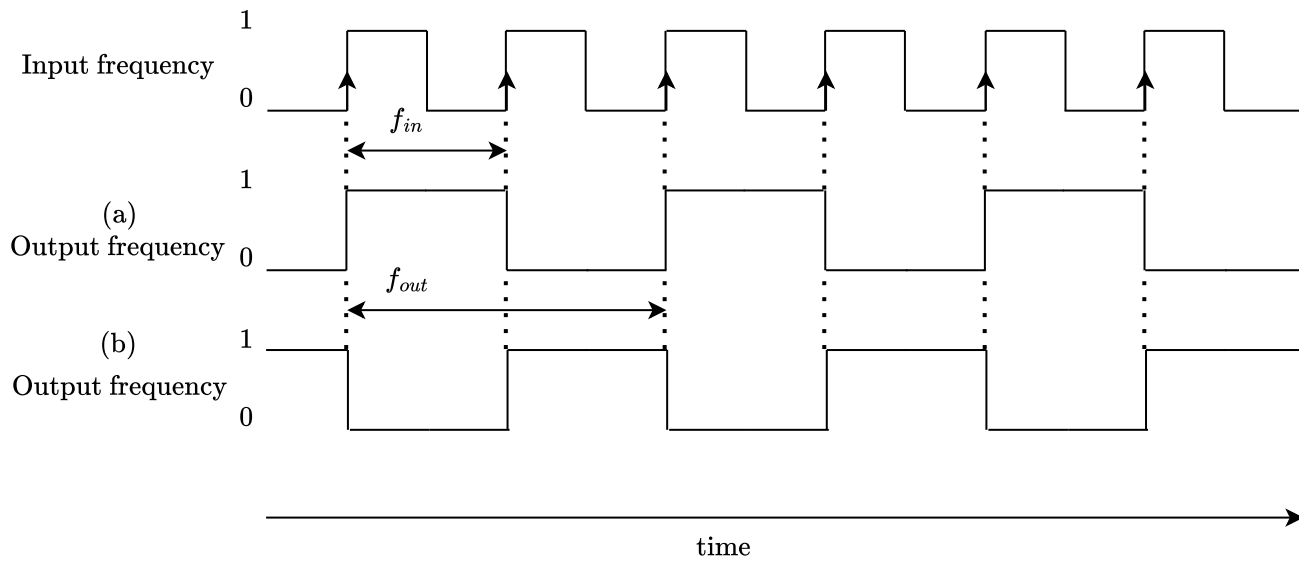 1
Input frequency
0
f_in
1
(a)
Output frequency
0
f_out
1
(b)
Output frequency
0
time